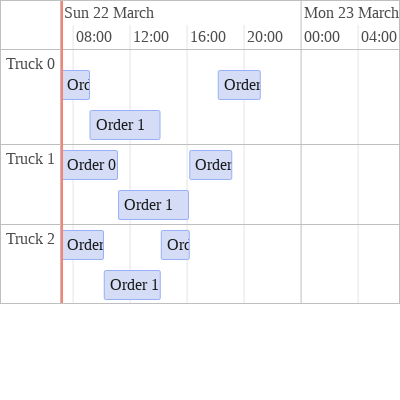 Sun 22 March
Mon 23 March
08:00 12:00 16:00 20:00 00:00 04:00
Truck 0
Ord
Order
Order 1
Truck 1
Order 0
Order
Order 1
Truck 2
Order
Ord
Order 1